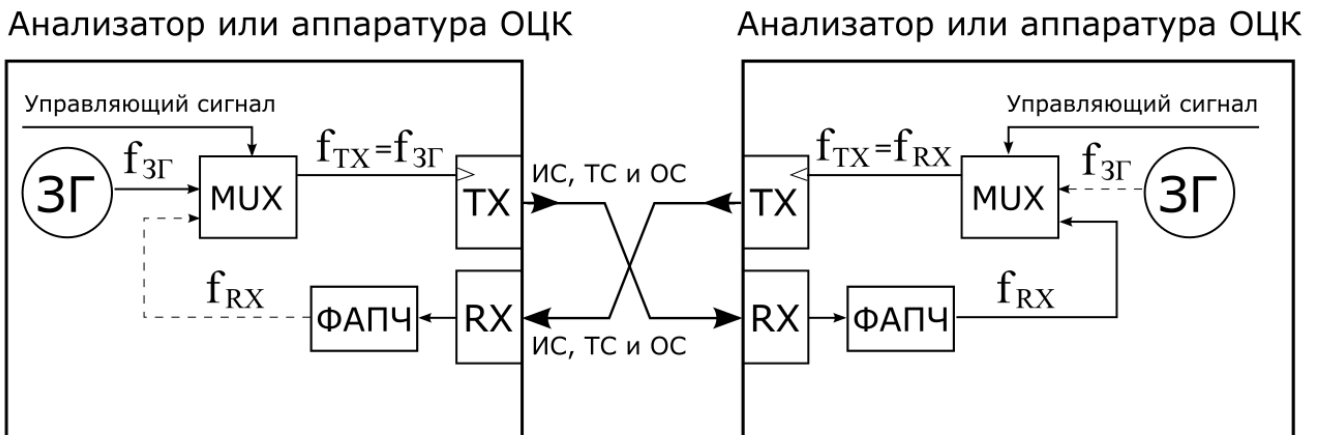 Анализатор или аппаратура ОЦК
Управляющий сигнал
ЗГ
fЗГ
MUX
fTX=fЗГ
TX
fRX
ФАПЧ
RX
ИС, ТС и ОС
ИС, ТС и ОС
Анализатор или аппаратура ОЦК
Управляющий сигнал
TX
fTX=fRX
MUX
fЗГ
ЗГ
RX
ФАПЧ
fRX